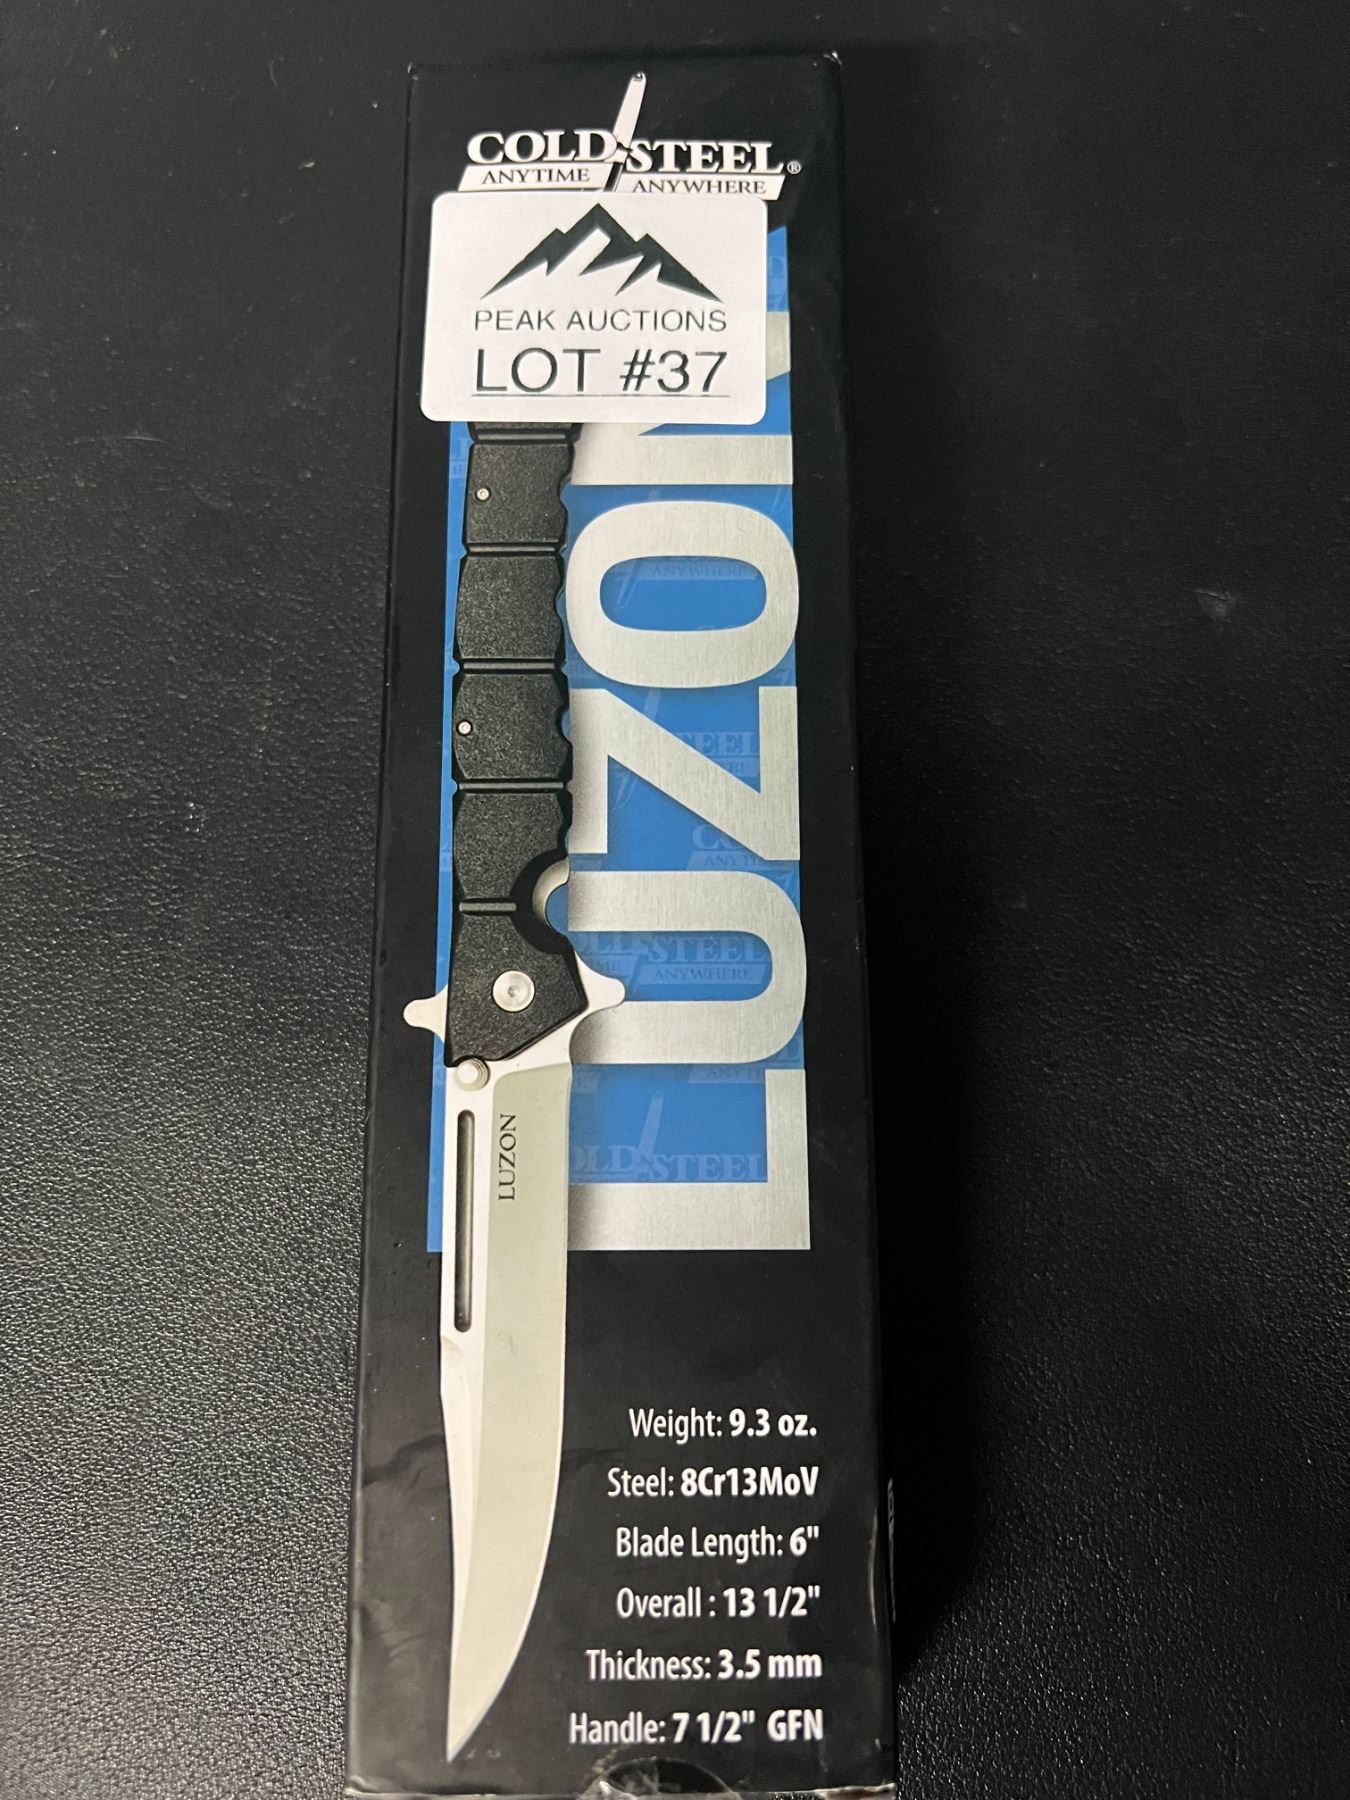 COLD STEEL®
ANYTIME ANYWHERE
PEAK AUCTIONS
LOT #37
LUZON
LUZON
Weight: 9.3 oz.
Steel: 8Cr13MoV
Blade Length: 6"
Overall : 13 1/2"
Thickness: 3.5 mm
Handle: 7 1/2" GFN